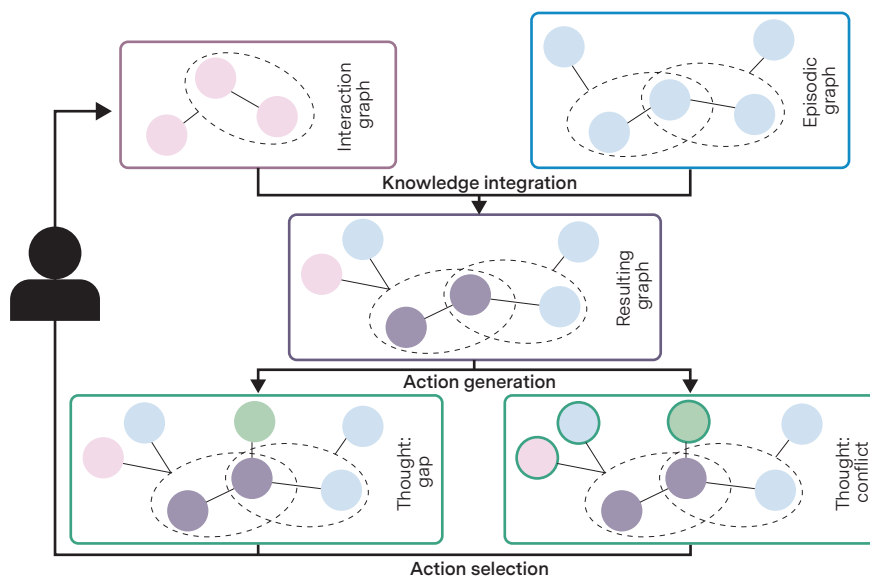 Interaction
graph
Episodic
graph
Knowledge integration
Resulting
graph
Action generation
Thought:
gap
Thought:
conflict
Action selection